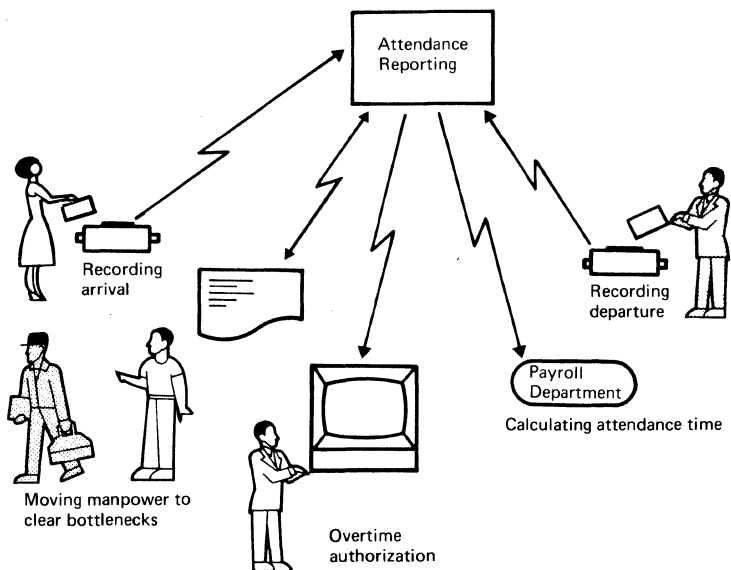 Attendance
Reporting
Recording
arrival
Recording
departure
Payroll
Department
Calculating attendance time
Moving manpower to
clear bottlenecks
Overtime
authorization